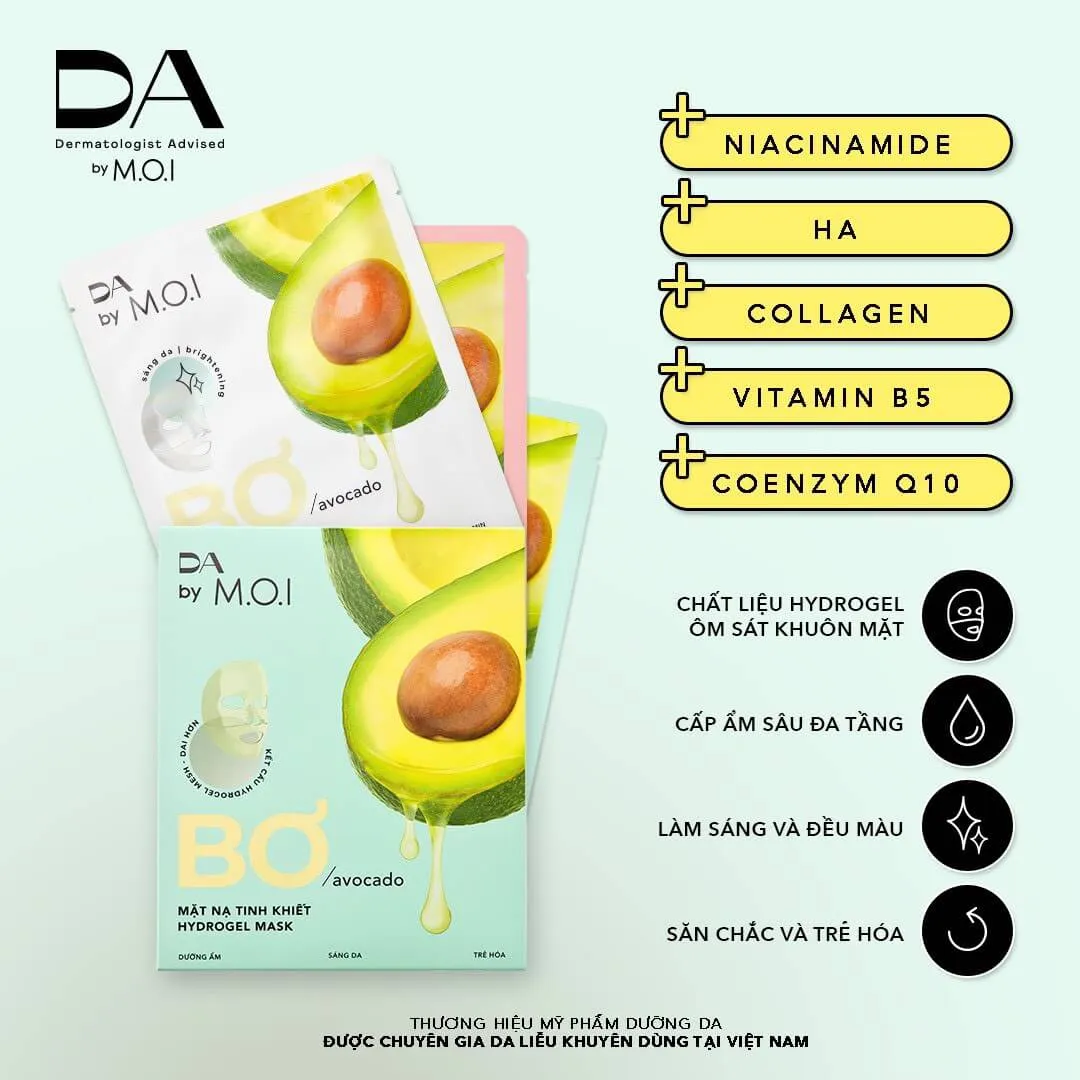 DA
Dermatologist Advised
by M.O.I
NIACINAMIDE
HA
COLLAGEN
VITAMIN B5
COENZYM Q10
DA
by M.O.I
sáng da | brightening
BƠ
/avocado
DA
by M.O.I
KẾT CẤU HYDROGEL MESH - DAI HƠN
BƠ
/avocado
MẶT NẠ TINH KHIẾT
HYDROGEL MASK
DƯỠNG ẨM
SÁNG DA
TRẺ HÓA
CHẤT LIỆU HYDROGEL
ÔM SÁT KHUÔN MẶT
CẤP ẨM SÂU ĐA TẦNG
LÀM SÁNG VÀ ĐỀU MÀU
SĂN CHẮC VÀ TRẺ HÓA
THƯƠNG HIỆU MỸ PHẨM DƯỠNG DA
ĐƯỢC CHUYÊN GIA DA LIỄU KHUYÊN DÙNG TẠI VIỆT NAM